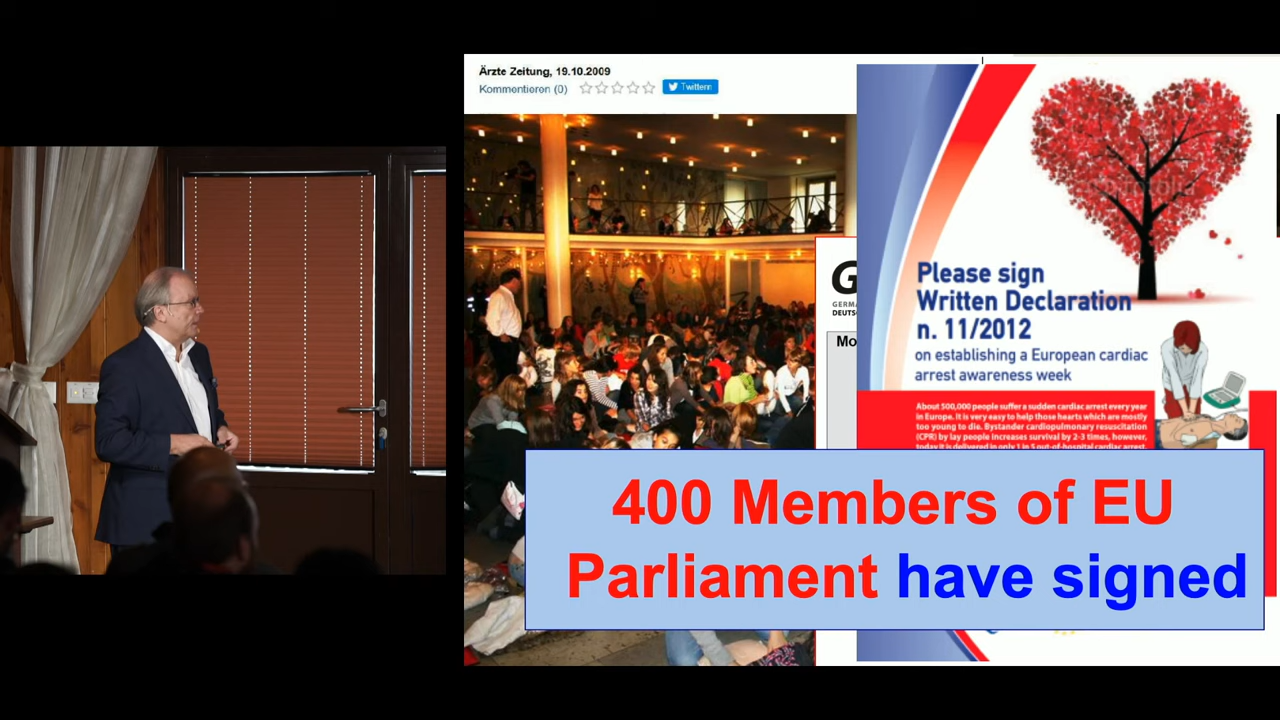 Ärzte Zeitung, 19.10.2009
Kommentieren (0)
Twittern
G
GERMA
DEUTSC
Mo
Please sign
Written Declaration
n. 11/2012
on establishing a European cardiac
arrest awareness week
About 500,000 people suffer a sudden cardiac arrest every year
in Europe. It is very easy to help those hearts which are mostly
too young to die. Bystander cardiopulmonary resuscitation
(CPR) by lay people increases survival by 2-3 times, however,
today it is delivered in only 1 in 5 out-of-hospital cardiac arrest.
400 Members of EU
Parliament have signed